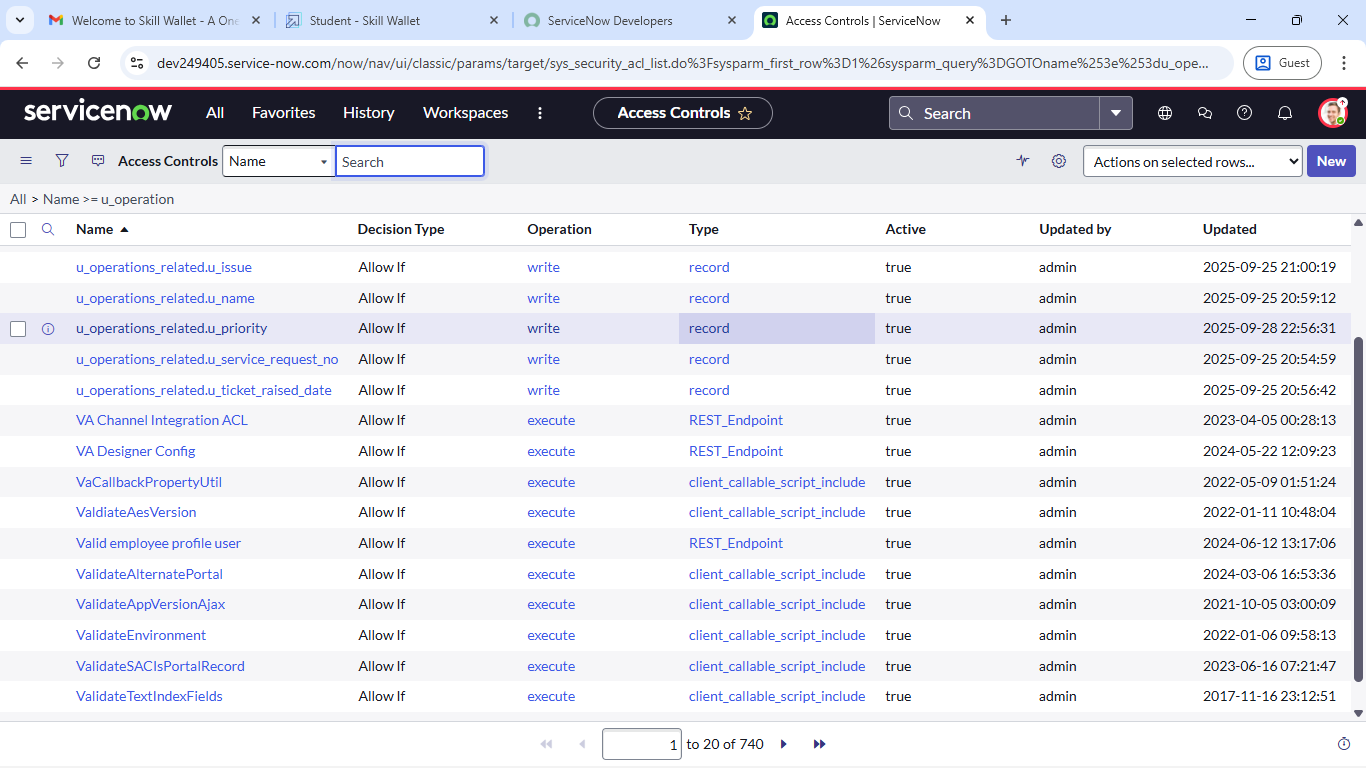 Welcome to Skill Wallet - A One
Student - Skill Wallet
ServiceNow Developers
Access Controls | ServiceNow
dev249405.service-now.com/now/nav/ui/classic/params/target/sys_security_acl_list.do%3Fsysparm_first_row%3D1%26sysparm_query%3DGOTOname%253e%253du_ope...
Guest
servicenow All Favorites History Workspaces Access Controls Search
Access Controls Name Search Actions on selected rows... New
All > Name >= u_operation
Name Decision Type Operation Type Active Updated by Updated
u_operations_related.u_issue Allow If write record true admin 2025-09-25 21:00:19
u_operations_related.u_name Allow If write record true admin 2025-09-25 20:59:12
u_operations_related.u_priority Allow If write record true admin 2025-09-28 22:56:31
u_operations_related.u_service_request_no Allow If write record true admin 2025-09-25 20:54:59
u_operations_related.u_ticket_raised_date Allow If write record true admin 2025-09-25 20:56:42
VA Channel Integration ACL Allow If execute REST_Endpoint true admin 2023-04-05 00:28:13
VA Designer Config Allow If execute REST_Endpoint true admin 2024-05-22 12:09:23
VaCallbackPropertyUtil Allow If execute client_callable_script_include true admin 2022-05-09 01:51:24
ValdiateAesVersion Allow If execute client_callable_script_include true admin 2022-01-11 10:48:04
Valid employee profile user Allow If execute REST_Endpoint true admin 2024-06-12 13:17:06
ValidateAlternatePortal Allow If execute client_callable_script_include true admin 2024-03-06 16:53:36
ValidateAppVersionAjax Allow If execute client_callable_script_include true admin 2021-10-05 03:00:09
ValidateEnvironment Allow If execute client_callable_script_include true admin 2022-01-06 09:58:13
ValidateSACIsPortalRecord Allow If execute client_callable_script_include true admin 2023-06-16 07:21:47
ValidateTextIndexFields Allow If execute client_callable_script_include true admin 2017-11-16 23:12:51
1 to 20 of 740